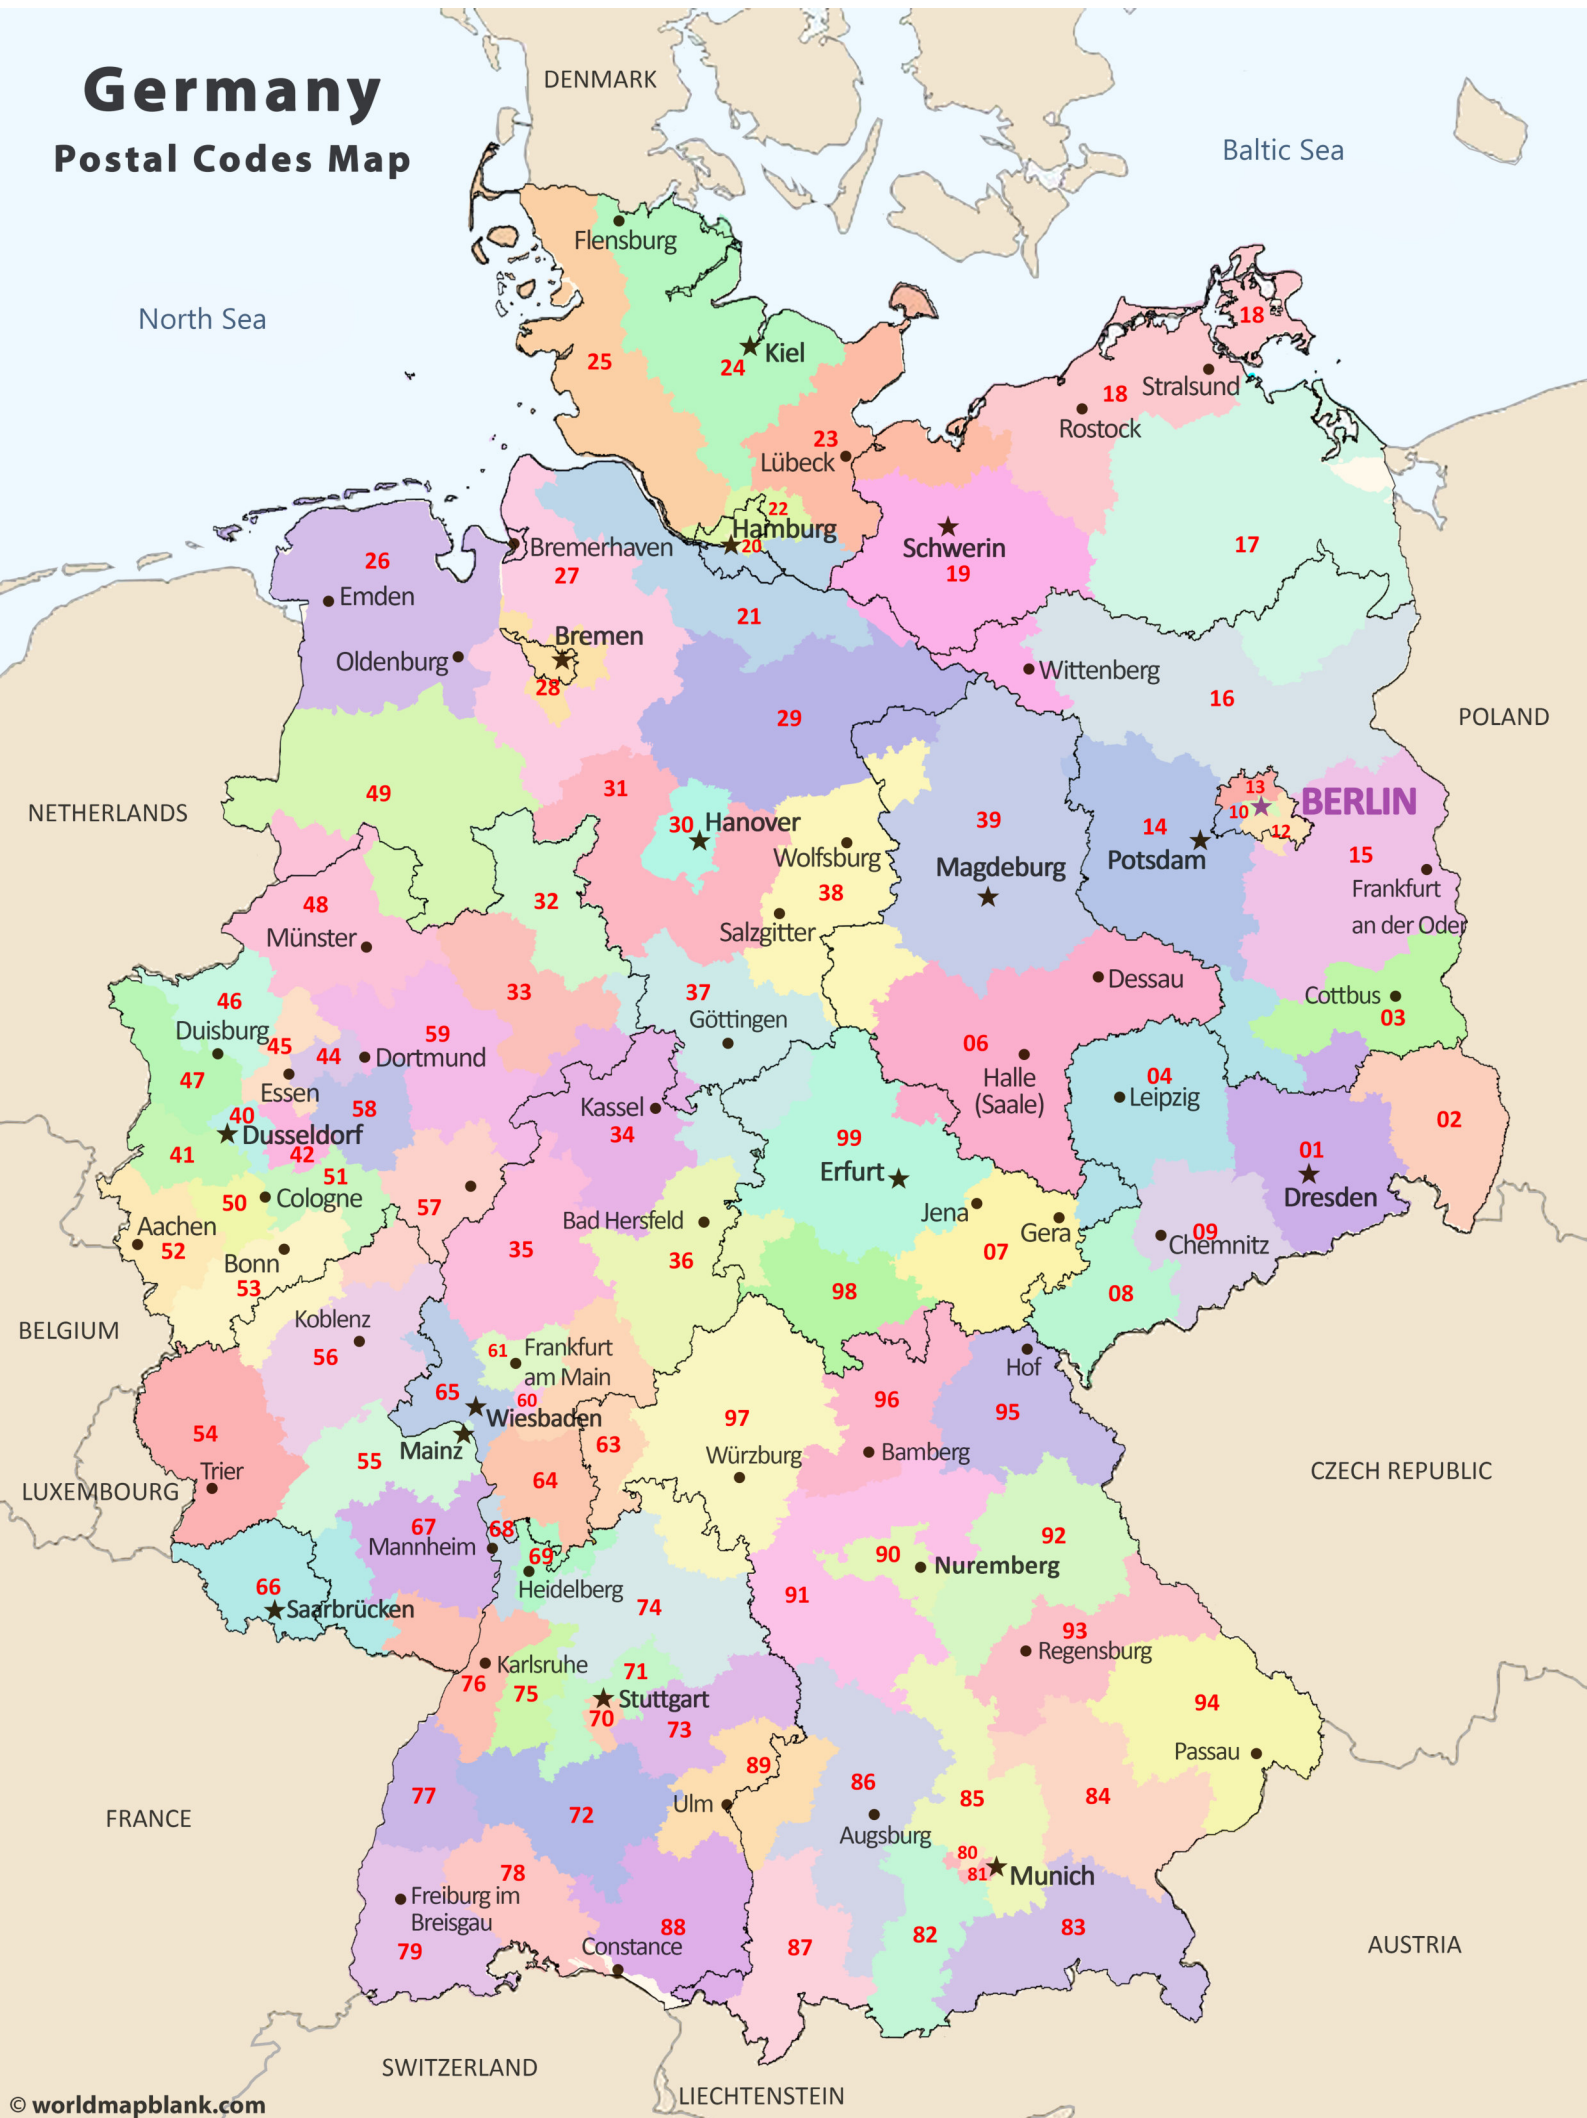 Germany
Postal Codes Map
DENMARK
Baltic Sea
North Sea
Flensburg
18
25
24
Kiel
18
Stralsund
Rostock
23
Lübeck
22
Hamburg
20
Schwerin
19
17
26
Emden
Bremerhaven
27
21
Bremen
Oldenburg
28
Wittenberg
16
29
POLAND
49
31
NETHERLANDS
30
Hanover
Wolfsburg
38
Salzgitter
39
Magdeburg
14
Potsdam
13
10
12
BERLIN
15
Frankfurt
an der Oder
48
Münster
32
33
37
Göttingen
Dessau
Cottbus
03
46
Duisburg
45
44
59
Dortmund
47
Essen
58
40
Dusseldorf
42
41
51
50
Cologne
06
Halle
(Saale)
04
Leipzig
02
Kassel
34
99
Erfurt
01
Dresden
Aachen
52
Bonn
53
57
Bad Hersfeld
35
36
Jena
Gera
07
09
Chemnitz
98
08
BELGIUM
Koblenz
56
61
Frankfurt
am Main
Hof
65
60
Wiesbaden
Mainz
63
97
Würzburg
96
Bamberg
95
54
Trier
55
64
LUXEMBOURG
CZECH REPUBLIC
67
Mannheim
68
69
Heidelberg
90
Nuremberg
92
66
Saarbrücken
74
91
93
Regensburg
Karlsruhe
76
75
71
Stuttgart
70
73
94
Passau
77
72
89
Ulm
86
Augsburg
85
84
FRANCE
80
81
Munich
78
Freiburg im
Breisgau
79
88
Constance
87
82
83
AUSTRIA
SWITZERLAND
LIECHTENSTEIN
© worldmapblank.com